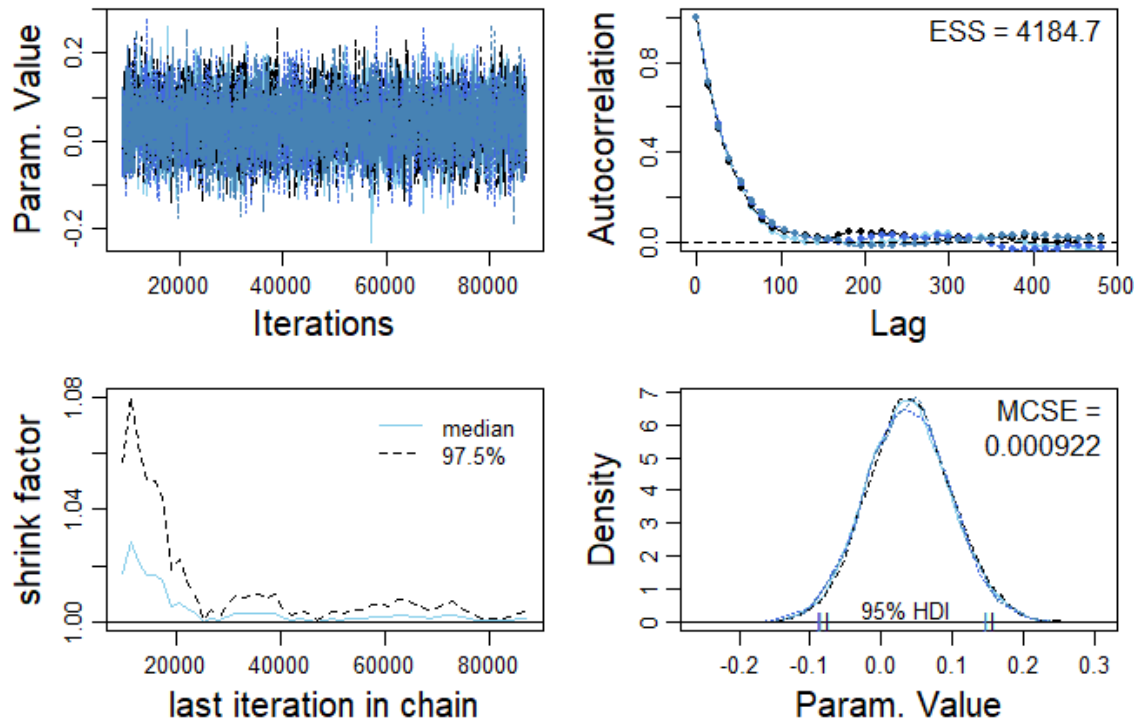 Param. Value
0.2
0.0
-0.2
20000 40000 60000 80000
Iterations
Autocorrelation
0.8
0.4
0.0
ESS = 4184.7
0 100 200 300 400 500
Lag
shrink factor
1.08
1.04
1.00
median
97.5%
20000 40000 60000 80000
last iteration in chain
Density
7
6
5
4
3
2
1
0
MCSE =
0.000922
95% HDI
-0.2 -0.1 0.0 0.1 0.2 0.3
Param. Value